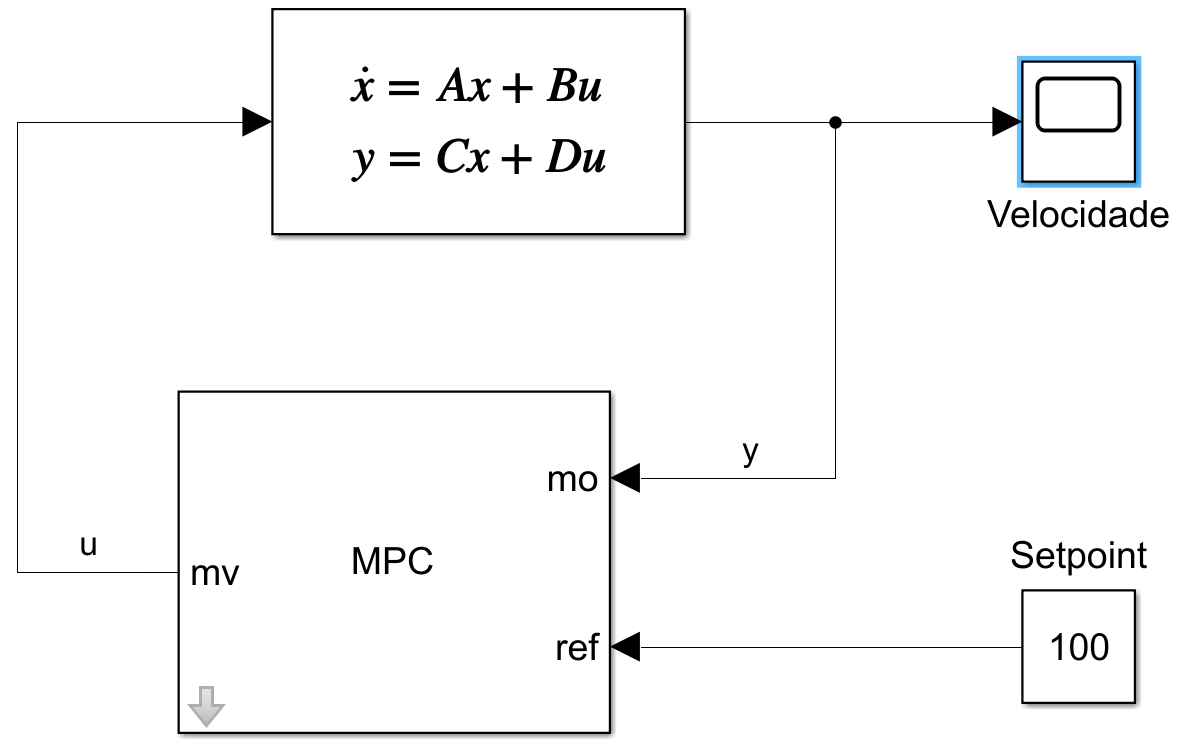 ẋ = Ax + Bu
y = Cx + Du
Velocidade
y
mo
u
mv
MPC
Setpoint
ref
100